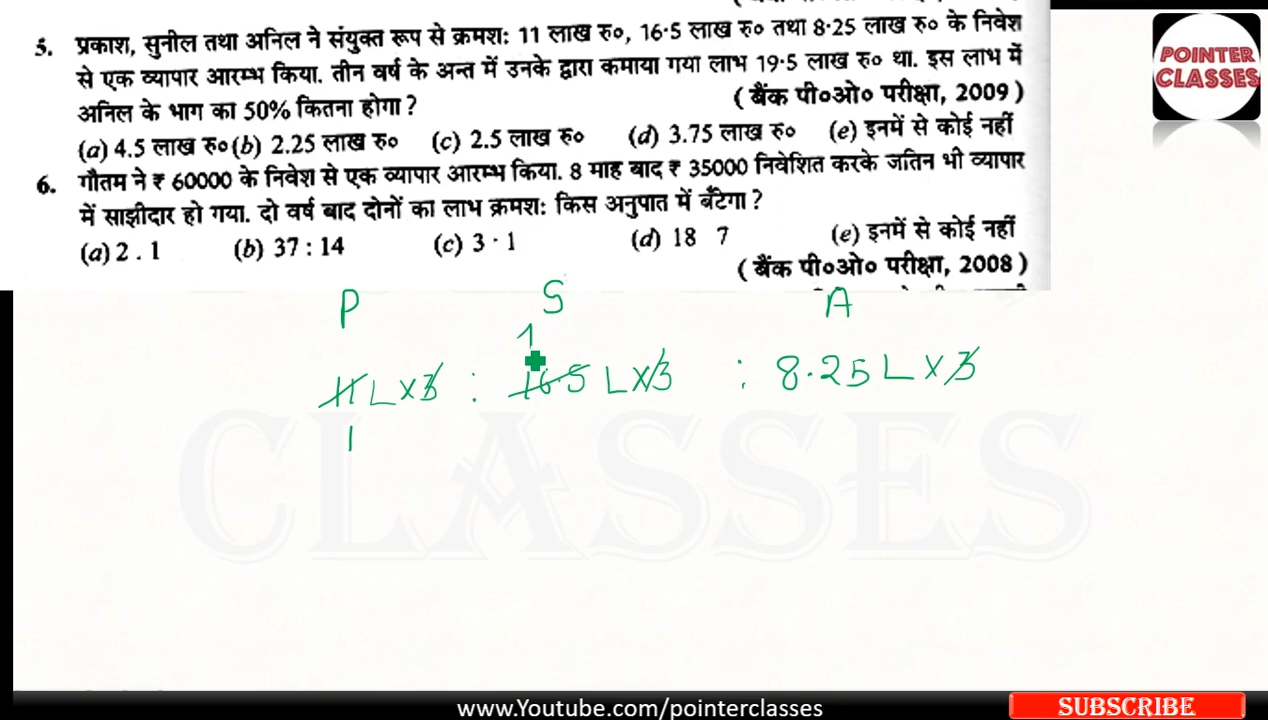 5. प्रकाश, सुनील तथा अनिल ने संयुक्त रूप से क्रमशः 11 लाख रु०, 16·5 लाख रु० तथा 8·25 लाख रु० के निवेश
से एक व्यापार आरम्भ किया. तीन वर्ष के अन्त में उनके द्वारा कमाया गया लाभ 19·5 लाख रु० था. इस लाभ में
अनिल के भाग का 50% कितना होगा ? ( बैंक पी०ओ० परीक्षा, 2009 )
(a) 4.5 लाख रु० (b) 2.25 लाख रु० (c) 2.5 लाख रु० (d) 3.75 लाख रु० (e) इनमें से कोई नहीं
6. गौतम ने ₹ 60000 के निवेश से एक व्यापार आरम्भ किया. 8 माह बाद ₹ 35000 निवेशित करके जतिन भी व्यापार
में साझीदार हो गया. दो वर्ष बाद दोनों का लाभ क्रमशः किस अनुपात में बँटेगा ?
(a) 2 . 1 (b) 37 : 14 (c) 3 · 1 (d) 18 7 (e) इनमें से कोई नहीं
( बैंक पी०ओ० परीक्षा, 2008 )
P S A
1
11 L x 3 : 16.5 L x 3 : 8.25 L x 3
1
CLASSES
POINTER
CLASSES
www.Youtube.com/pointerclasses
SUBSCRIBE